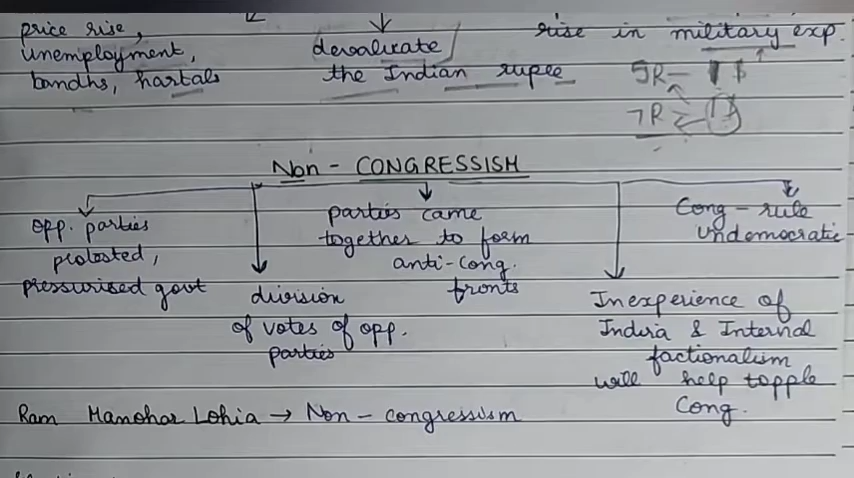 price rise,
unemployment,
bandhs, hartals
devalicate
the Indian rupee
rise in military exp.
5R—
7R
Non - CONGRESSISM
opp. parties
protested,
pressurised govt
division
of votes of opp.
parties
parties came
together to form
anti-cong.
fronts
Inexperience of
Indira & Internal
factionalism
will help topple
Cong.
Cong - rule
undemocratic
Ram Manohar Lohia → Non - congressism